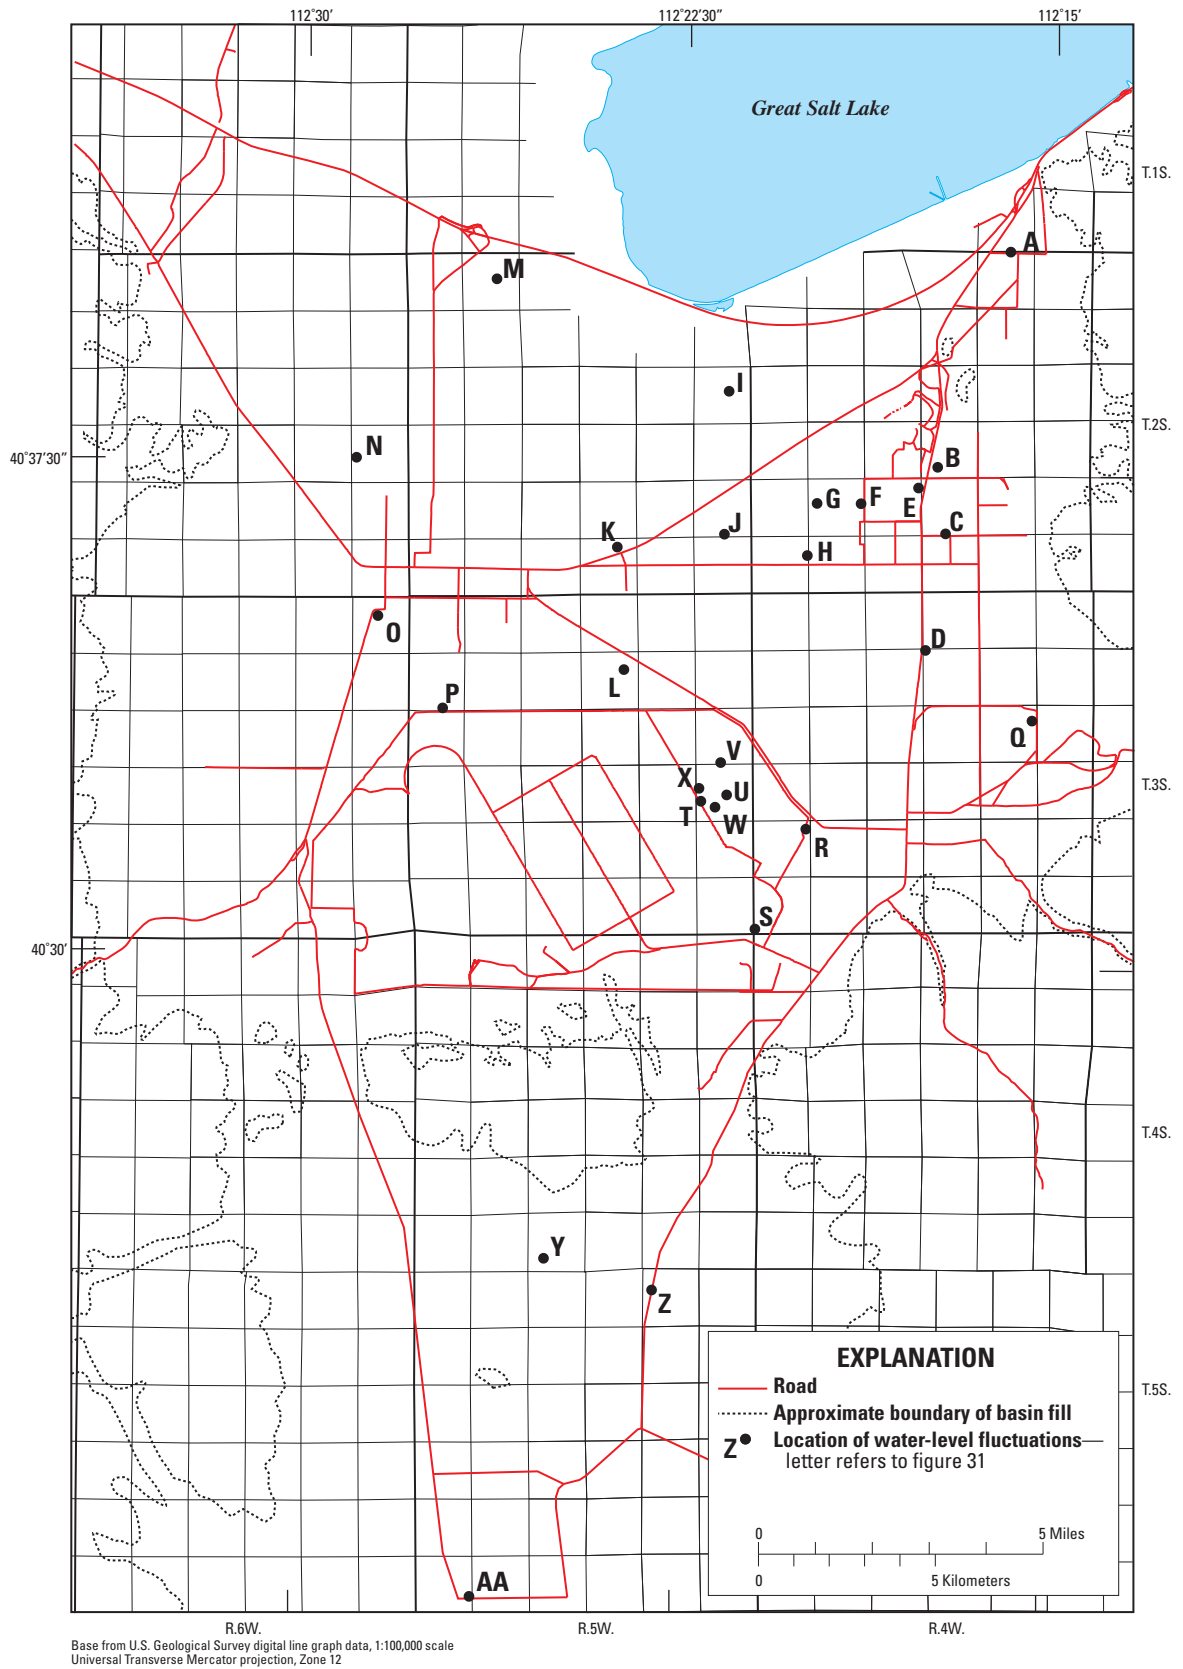 112°30′
112°22′30″
112°15′
Great Salt Lake
T.1S.
A
M
I
T.2S.
N
B
40°37′30″
G
F
E
J
K
C
H
O
D
L
P
Q
V
X
U
T.3S.
T
W
R
S
40°30′
T.4S.
Y
Z
EXPLANATION
Road
T.5S.
Approximate boundary of basin fill
Z
Location of water-level fluctuations—
letter refers to figure 31
0
5 Miles
0
5 Kilometers
AA
R.6W.
R.5W.
R.4W.
Base from U.S. Geological Survey digital line graph data, 1:100,000 scale
Universal Transverse Mercator projection, Zone 12